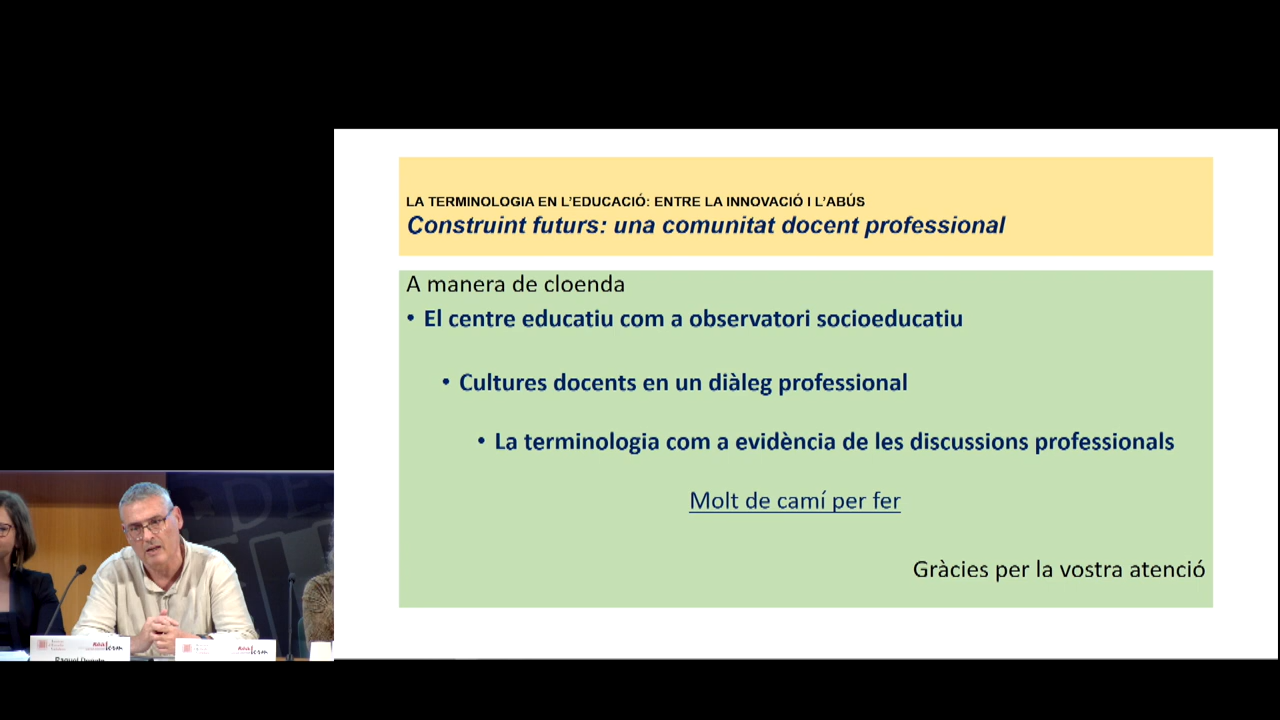 LA TERMINOLOGIA EN L'EDUCACIÓ: ENTRE LA INNOVACIÓ I L'ABÚS
Construint futurs: una comunitat docent professional
A manera de cloenda
• El centre educatiu com a observatori socioeducatiu
• Cultures docents en un diàleg professional
• La terminologia com a evidència de les discussions professionals
Molt de camí per fer
Gràcies per la vostra atenció